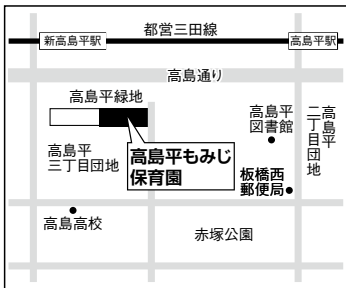 都営三田線
新高島平駅
高島平駅
高島通り
高島平緑地
高島平
図書館
高島平
二丁目団地
高島平
三丁目団地
高島平もみじ
保育園
板橋西
郵便局
高島高校
赤塚公園